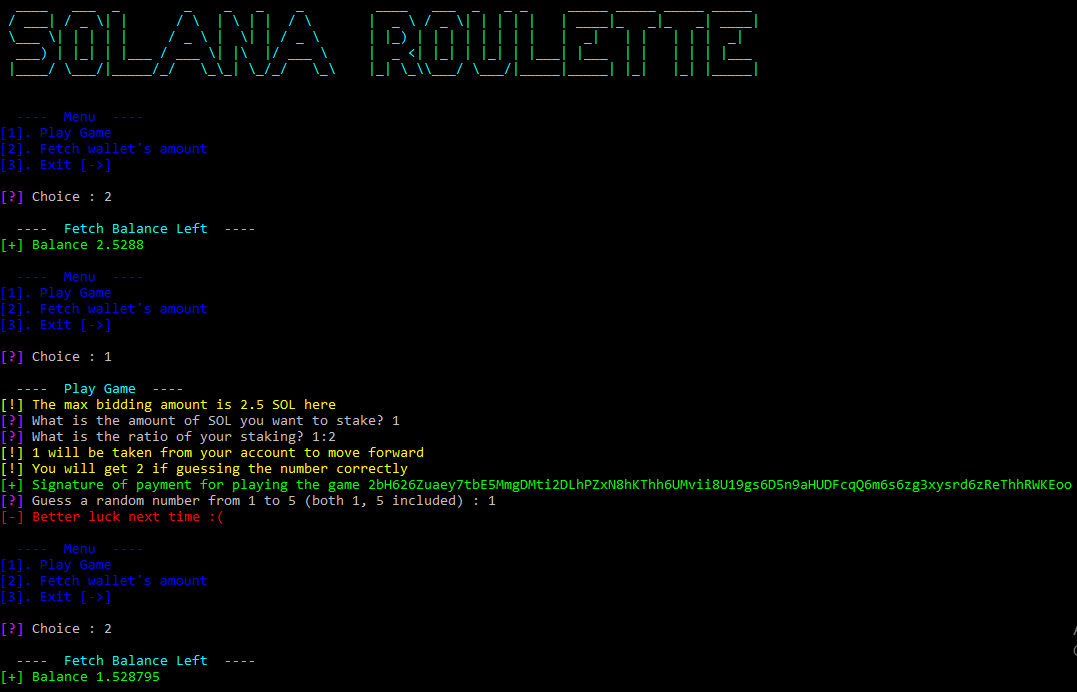 SOLANA ROULETTE
---- Menu ----
[1]. Play Game
[2]. Fetch wallet's amount
[3]. Exit [->]
[?] Choice : 2
---- Fetch Balance Left ----
[+] Balance 2.5288
---- Menu ----
[1]. Play Game
[2]. Fetch wallet's amount
[3]. Exit [->]
[?] Choice : 1
---- Play Game ----
[!] The max bidding amount is 2.5 SOL here
[?] What is the amount of SOL you want to stake? 1
[?] What is the ratio of your staking? 1:2
[!] 1 will be taken from your account to move forward
[!] You will get 2 if guessing the number correctly
[+] Signature of payment for playing the game 2bH626Zuaey7tbE5MmgDMti2DLhPZxN8hKThh6UMvii8U19gs6D5n9aHUDFcqQ6m6s6zg3xysrd6zReThhRWKEoo
[?] Guess a random number from 1 to 5 (both 1, 5 included) : 1
[-] Better luck next time :(
---- Menu ----
[1]. Play Game
[2]. Fetch wallet's amount
[3]. Exit [->]
[?] Choice : 2
---- Fetch Balance Left ----
[+] Balance 1.528795